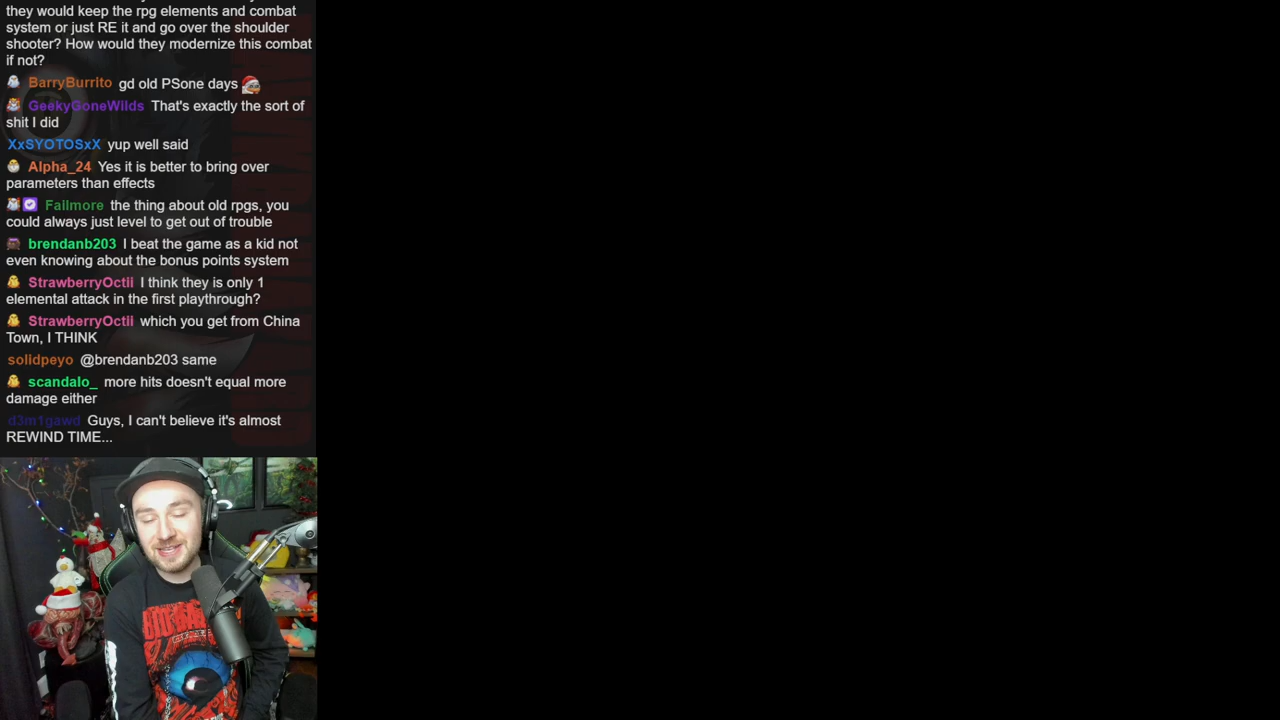 they would keep the rpg elements and combat
system or just RE it and go over the shoulder
shooter? How would they modernize this combat
if not?
BarryBurrito gd old PSone days
GeekyGoneWilds That's exactly the sort of
shit I did
XxSYOTOSxX yup well said
Alpha_24 Yes it is better to bring over
parameters than effects
Failmore the thing about old rpgs, you
could always just level to get out of trouble
brendanb203 I beat the game as a kid not
even knowing about the bonus points system
StrawberryOctii I think they is only 1
elemental attack in the first playthrough?
StrawberryOctii which you get from China
Town, I THINK
solidpeyo @brendanb203 same
scandalo_ more hits doesn't equal more
damage either
d3m1gawd Guys, I can't believe it's almost
REWIND TIME...